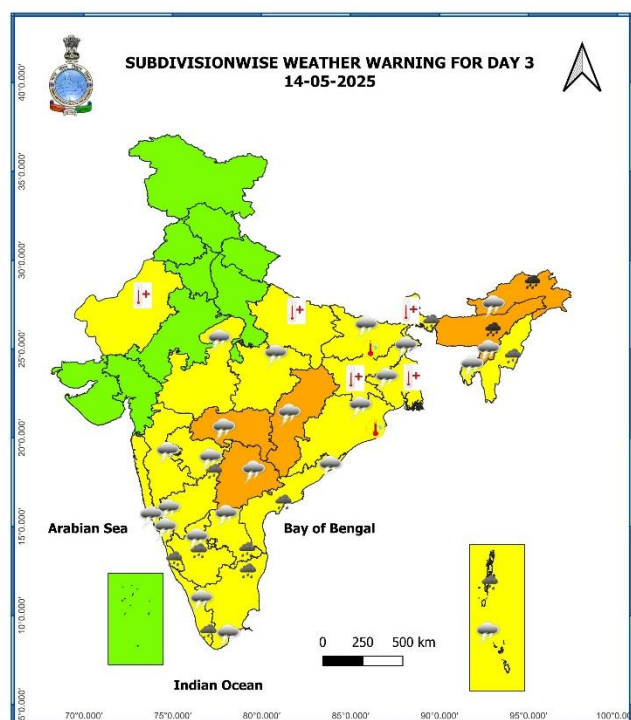 SUBDIVISIONWISE WEATHER WARNING FOR DAY 3
14-05-2025
40°0.000'
35°0.000'
30°0.000'
25°0.000'
20°0.000'
15°0.000'
10°0.000'
5°0.000'
Arabian Sea
Bay of Bengal
0 250 500 km
Indian Ocean
70°0.000' 75°0.000' 80°0.000' 85°0.000' 90°0.000' 95°0.000' 100°0.000'